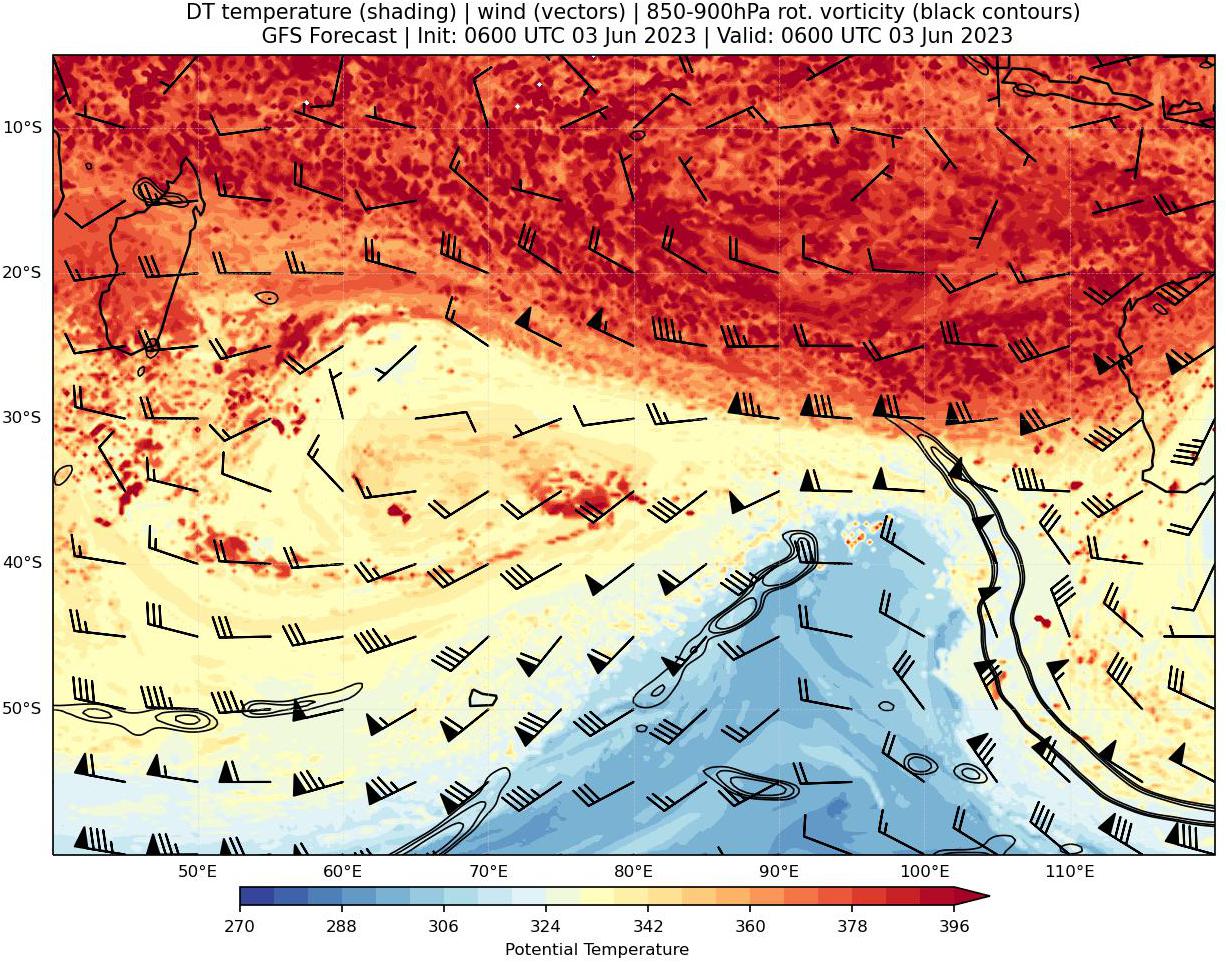 DT temperature (shading) | wind (vectors) | 850-900hPa rot. vorticity (black contours)
GFS Forecast | Init: 0600 UTC 03 Jun 2023 | Valid: 0600 UTC 03 Jun 2023
10°S
20°S
30°S
40°S
50°S
50°E 60°E 70°E 80°E 90°E 100°E 110°E
270 288 306 324 342 360 378 396
Potential Temperature